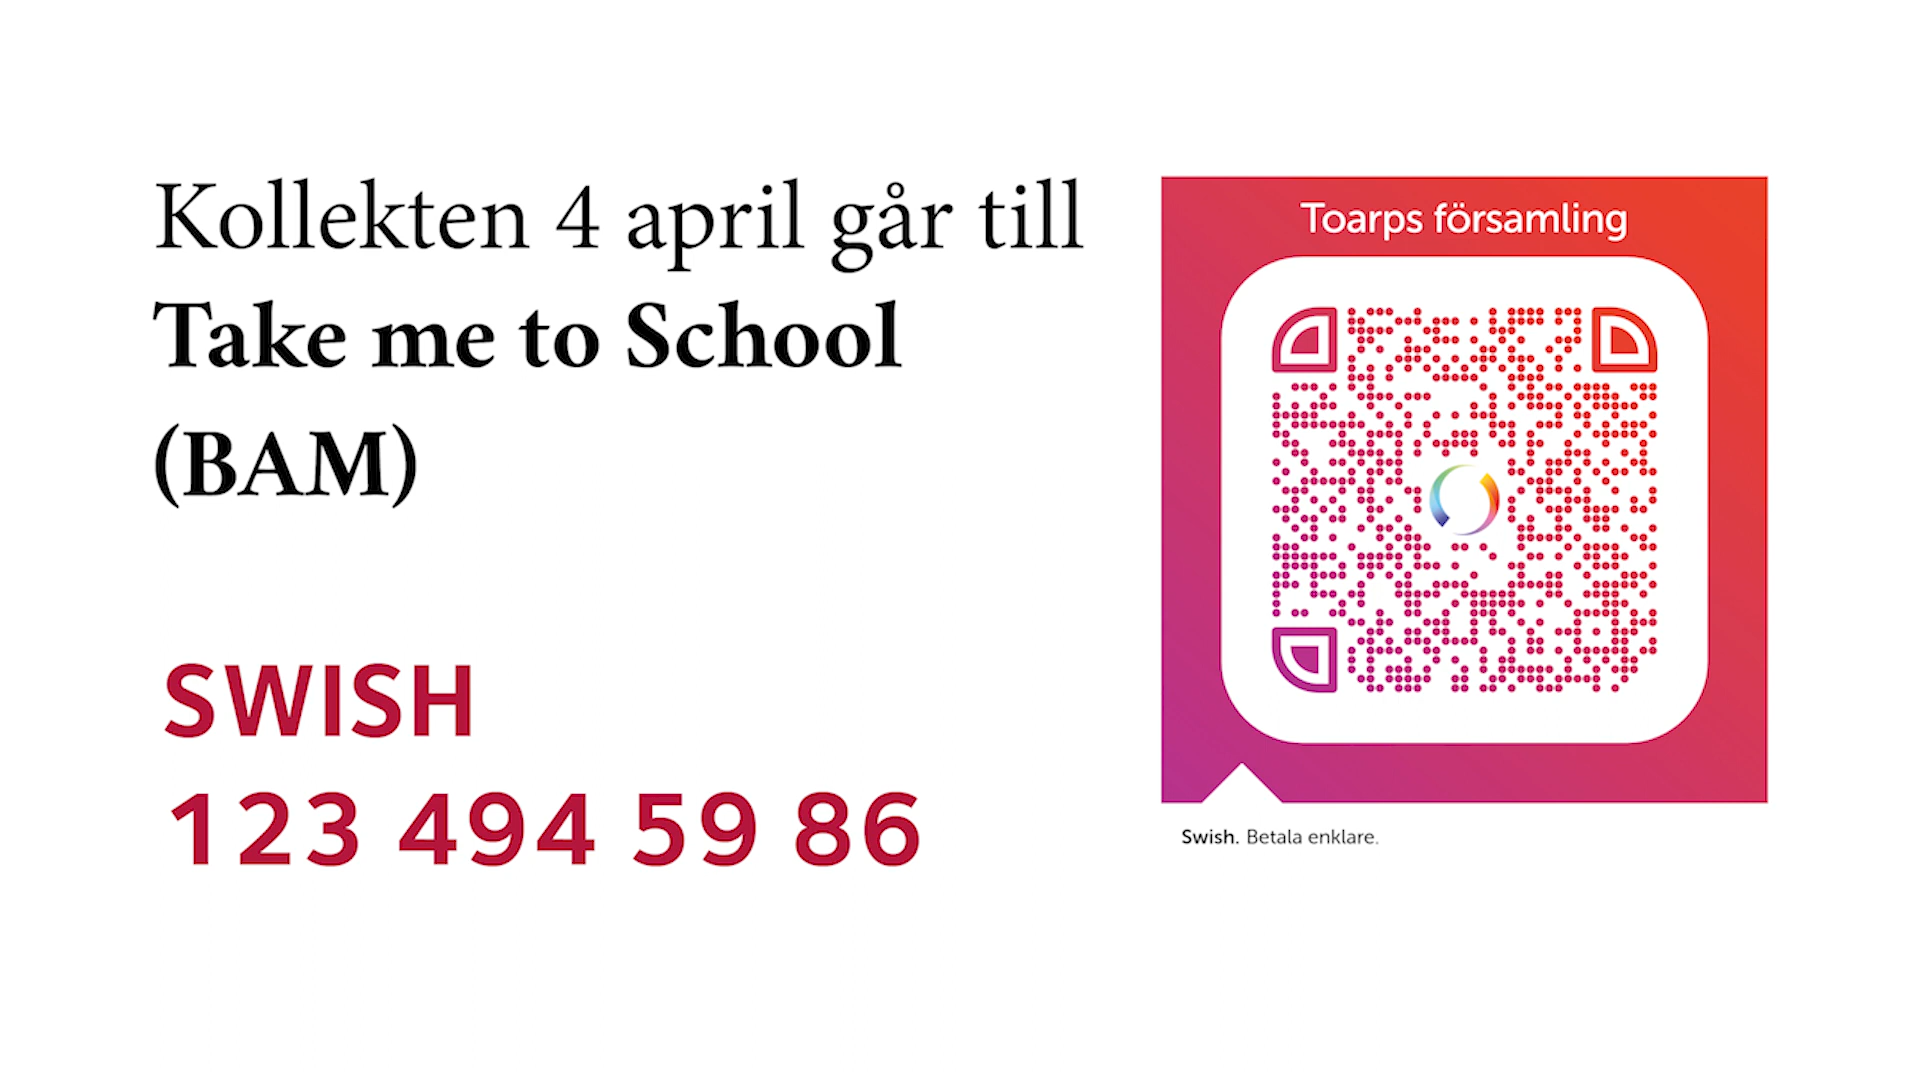 Kollekten 4 april går till
Take me to School
(BAM)
SWISH
123 494 59 86
Toarps församling
Swish. Betala enklare.